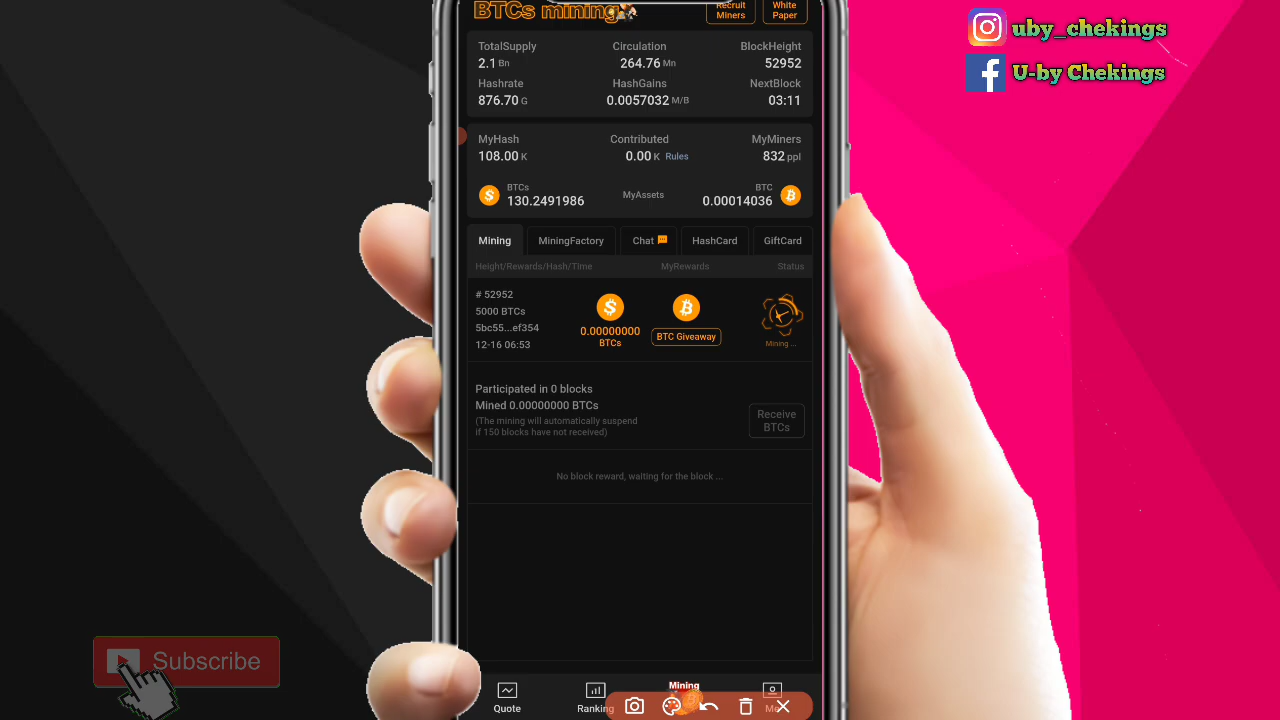 BTCs mining
Recruit Miners
White Paper
TotalSupply Circulation BlockHeight
2.1 Bn 264.76 Mn 52952
Hashrate HashGains NextBlock
876.70 G 0.0057032 M/B 03:11
MyHash Contributed MyMiners
108.00 K 0.00 K Rules 832 ppl
BTCs MyAssets BTC
130.2491986 0.00014036
Mining MiningFactory Chat HashCard GiftCard
Height/Rewards/Hash/Time MyRewards Status
# 52952
5000 BTCs
5bc55...ef354
12-16 06:53
0.00000000
BTCs
BTC Giveaway
Mining ...
Participated in 0 blocks
Mined 0.00000000 BTCs
(The mining will automatically suspend
if 150 blocks have not received)
Receive
BTCs
No block reward, waiting for the block ...
Quote Ranking Mining Me
uby_chekings
U-by Chekings
Subscribe